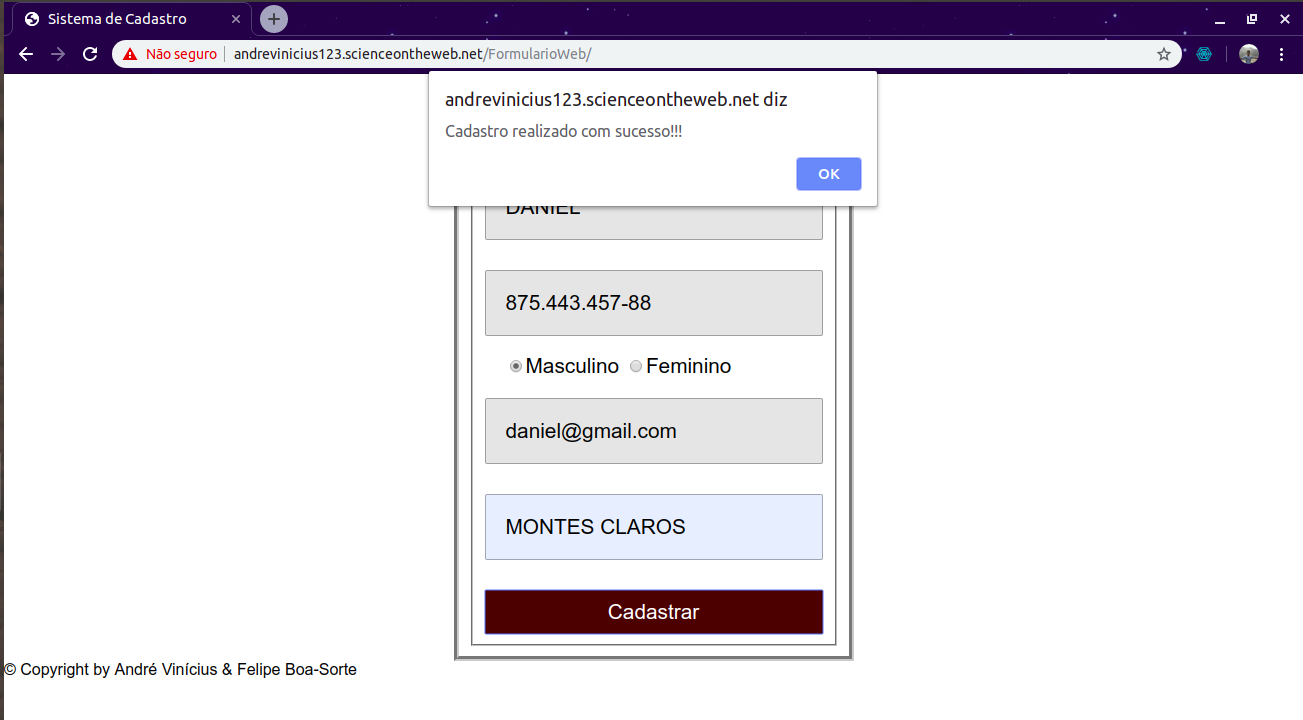 Sistema de Cadastro
Não seguro andrevinicius123.scienceontheweb.net/FormularioWeb/
andrevinicius123.scienceontheweb.net diz
Cadastro realizado com sucesso!!!
OK
DANIEL
875.443.457-88
Masculino Feminino
daniel@gmail.com
MONTES CLAROS
Cadastrar
© Copyright by André Vinícius & Felipe Boa-Sorte